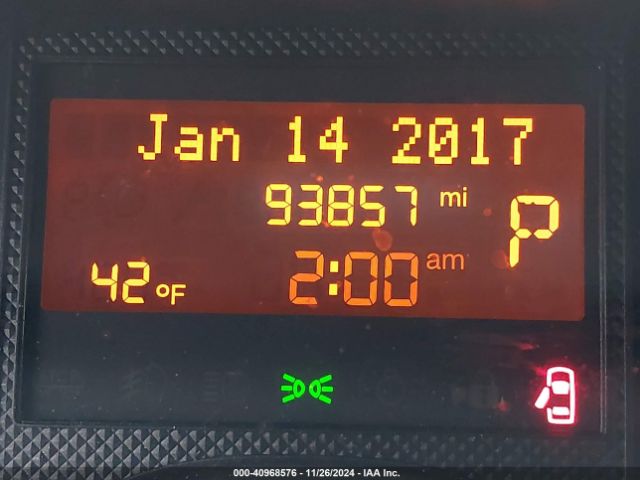 Jan 14 2017
93857 mi
P
42°F 2:00 am
000-40968576 - 11/26/2024 - IAA Inc.